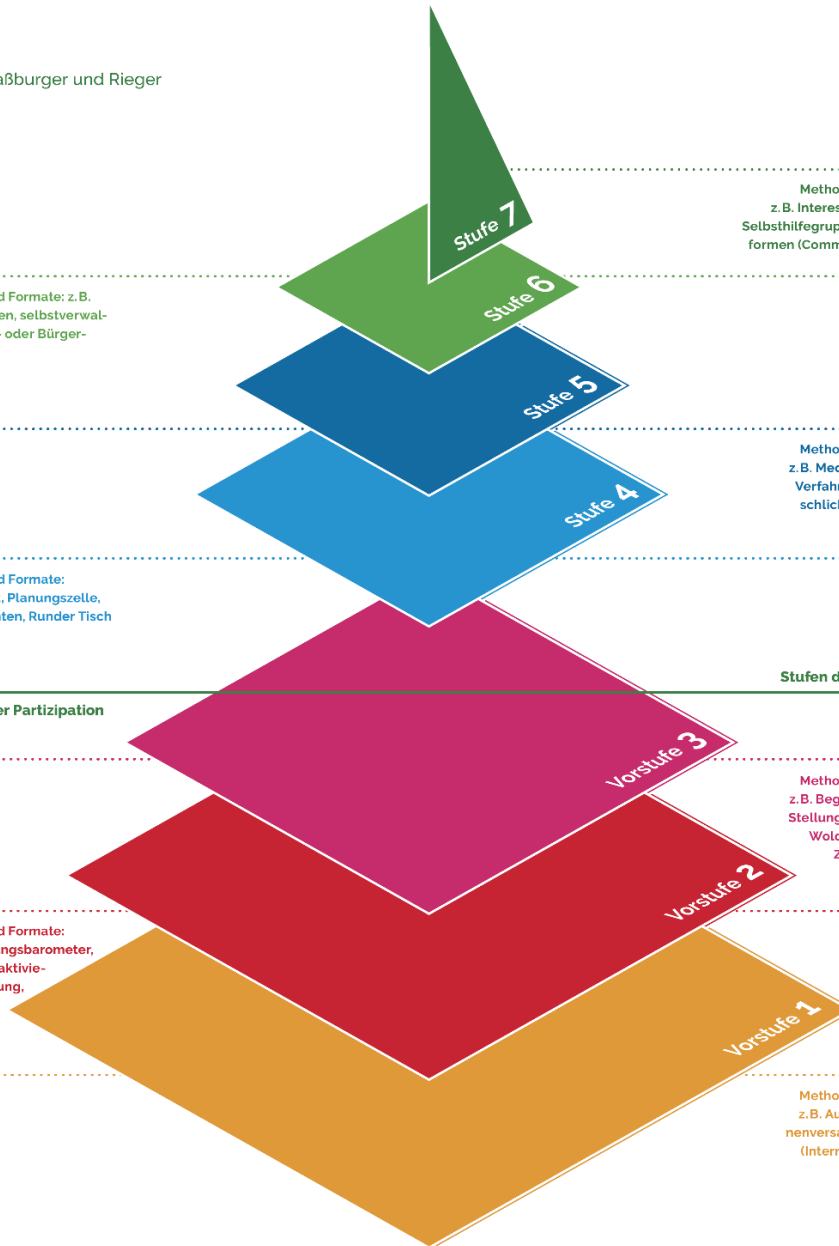 aßburger und Rieger
Metho
z. B. Interes
Selbsthilfegrup
formen (Comm
Stufe 7
d Formate: z. B.
en, selbstverwal-
- oder Bürger-
Stufe 6
Stufe 5
Metho
z. B. Med
Verfahr
schlich
Stufe 4
d Formate:
, Planungszelle,
ten, Runder Tisch
Stufen d
er Partizipation
Vorstufe 3
Metho
z. B. Beg
Stellung
Wold
Z
Vorstufe 2
d Formate:
ngsbarometer,
aktivie-
ung,
Vorstufe 1
Metho
z. B. Au
nenversa
(Intern